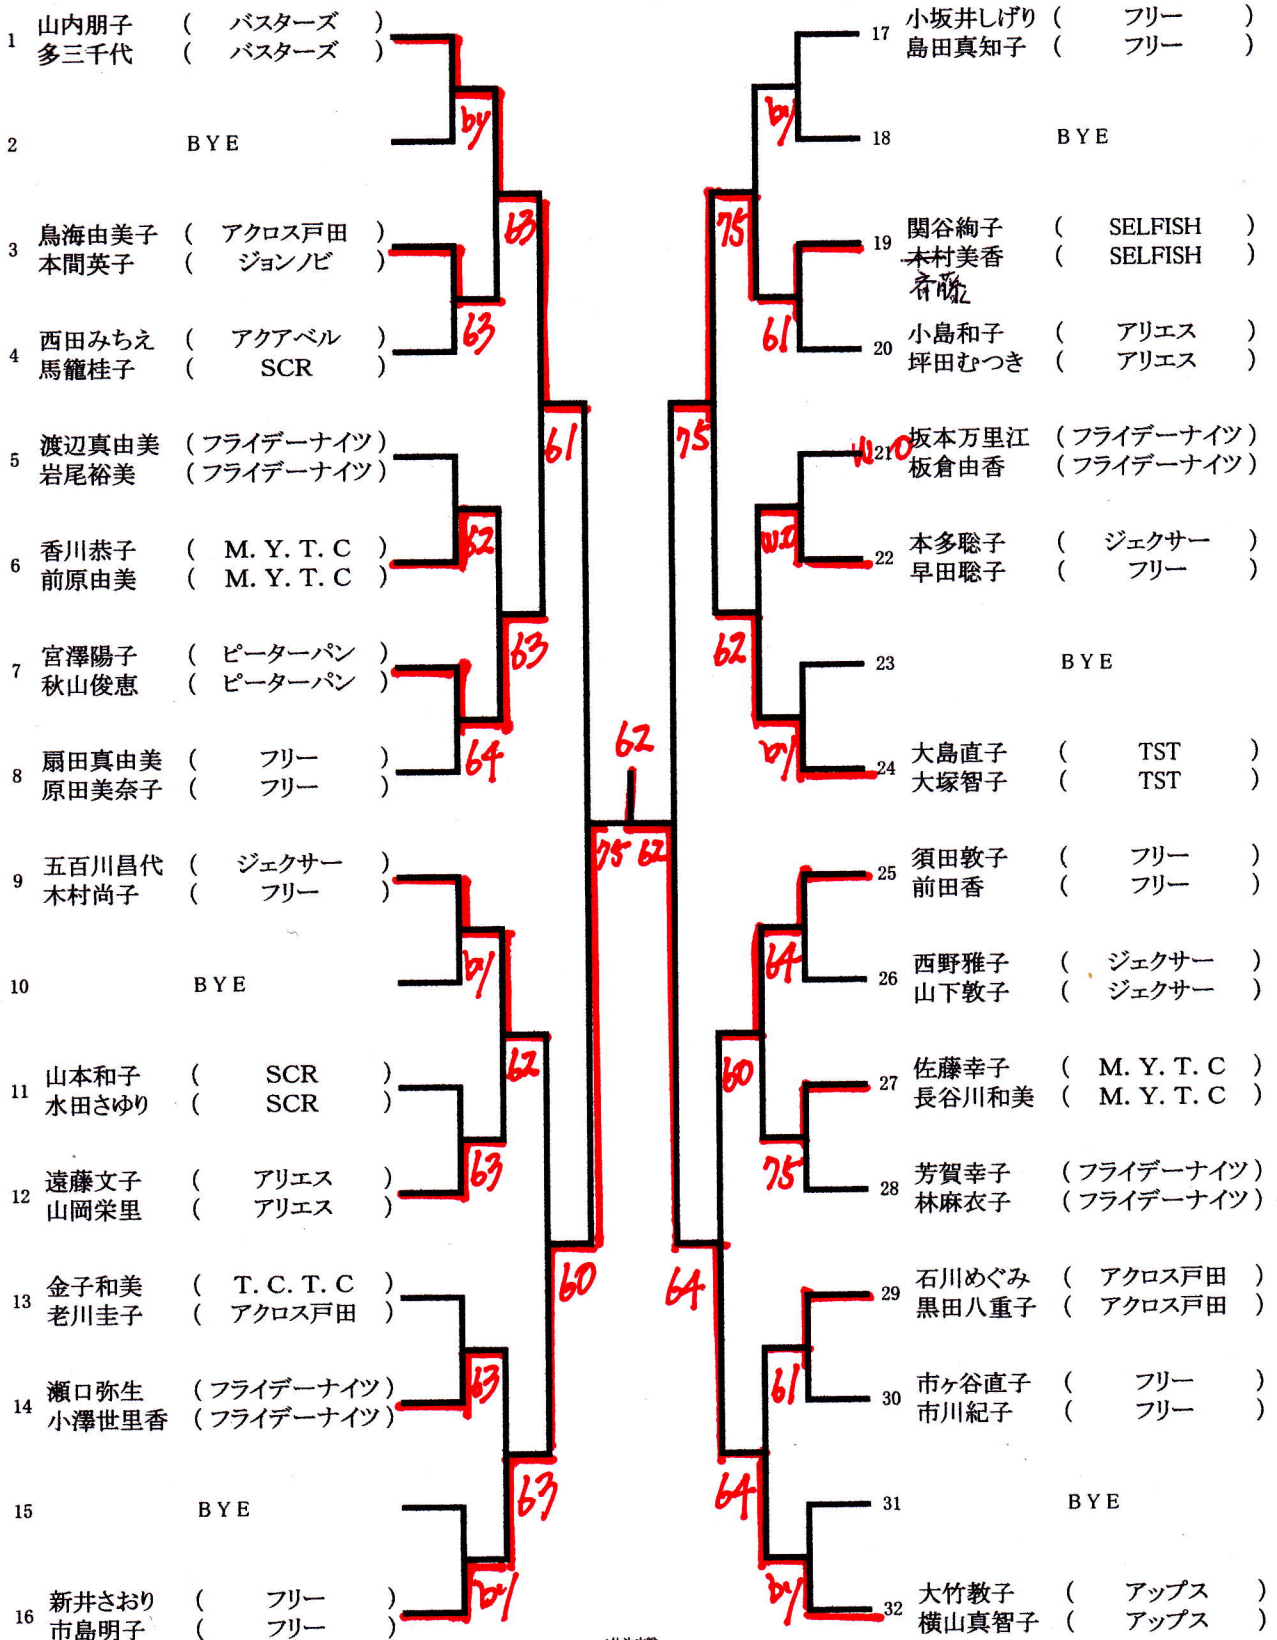 1 山内朋子 ( バスターズ )
多三千代 ( バスターズ )
2 BYE
by
3 鳥海由美子 ( アクロス戸田 )
本間英子 ( ジョンノビ )
63
63
4 西田みちえ ( アクアベル )
馬籠桂子 ( SCR )
61
5 渡辺真由美 (フライデーナイツ)
岩尾裕美 (フライデーナイツ)
62
6 香川恭子 ( M.Y.T.C )
前原由美 ( M.Y.T.C )
63
7 宮澤陽子 ( ピーターパン )
秋山俊恵 ( ピーターパン )
64
8 扇田真由美 ( フリー )
原田美奈子 ( フリー )
9 五百川昌代 ( ジェクサー )
木村尚子 ( フリー )
by
10 BYE
62
11 山本和子 ( SCR )
水田さゆり ( SCR )
63
12 遠藤文子 ( アリエス )
山岡栄里 ( アリエス )
60
13 金子和美 ( T.C.T.C )
老川圭子 ( アクロス戸田 )
63
14 瀬口弥生 (フライデーナイツ)
小澤世里香 (フライデーナイツ)
63
15 BYE
by
16 新井さおり ( フリー )
市島明子 ( フリー )
62
75 62
17 小坂井しげり ( フリー )
島田真知子 ( フリー )
by
18 BYE
75
19 関谷絢子 ( SELFISH )
木村美香 ( SELFISH )
斉藤
61
20 小島和子 ( アリエス )
坪田むつき ( アリエス )
75
W.O
21 坂本万里江 (フライデーナイツ)
板倉由香 (フライデーナイツ)
22 本多聡子 ( ジェクサー )
早田聡子 ( フリー )
62
23 BYE
by
24 大島直子 ( TST )
大塚智子 ( TST )
25 須田敦子 ( フリー )
前田香 ( フリー )
64
26 西野雅子 ( ジェクサー )
山下敦子 ( ジェクサー )
60
27 佐藤幸子 ( M.Y.T.C )
長谷川和美 ( M.Y.T.C )
75
28 芳賀幸子 (フライデーナイツ)
林麻衣子 (フライデーナイツ)
64
29 石川めぐみ ( アクロス戸田 )
黒田八重子 ( アクロス戸田 )
61
30 市ヶ谷直子 ( フリー )
市川紀子 ( フリー )
64
31 BYE
by
32 大竹教子 ( アップス )
横山真智子 ( アップス )